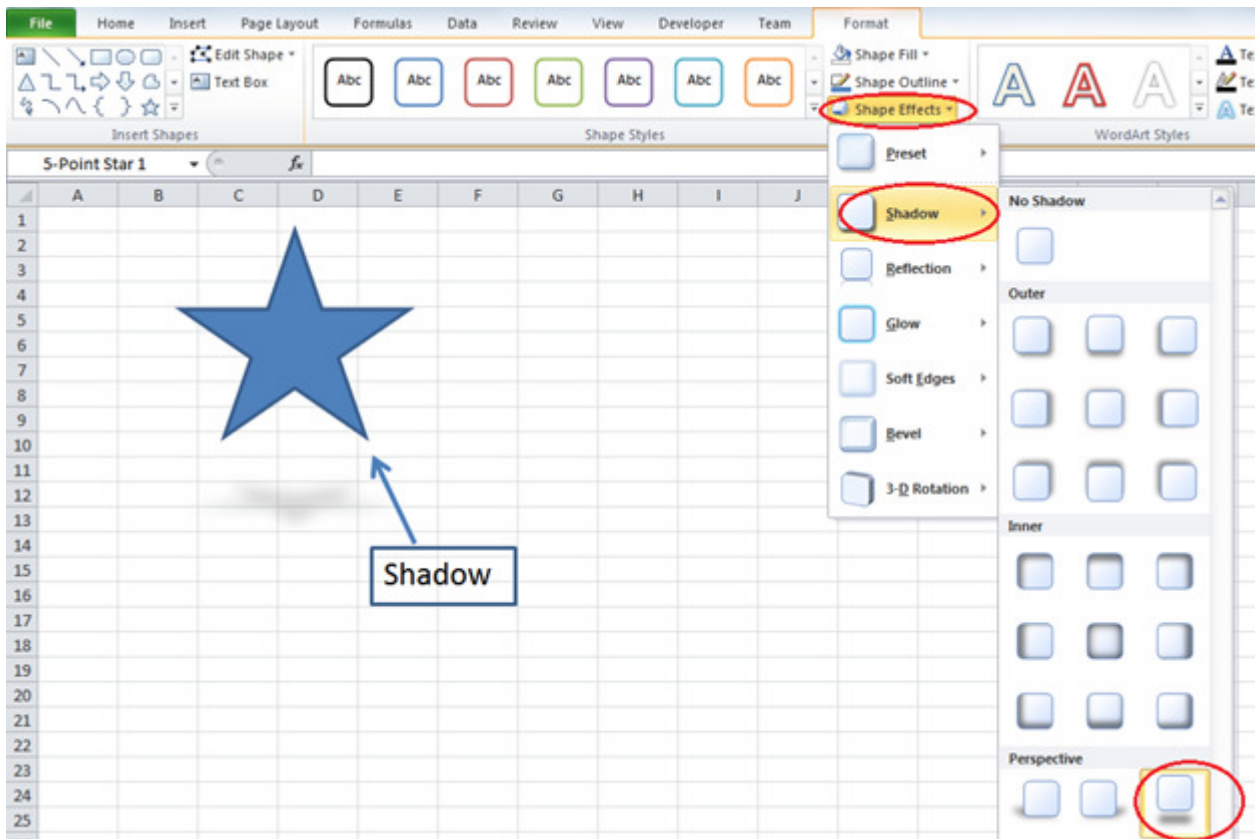 File Home Insert Page Layout Formulas Data Review View Developer Team Format
Edit Shape
Text Box
Insert Shapes
Abc Abc Abc Abc Abc Abc Abc
Shape Styles
Shape Fill
Shape Outline
Shape Effects
A A A
WordArt Styles
A Te
Te
A Te
5-Point Star 1 fx
A B C D E F G H I J
1
2
3
4
5
6
7
8
9
10
11
12
13
14
15
16
17
18
19
20
21
22
23
24
25
Shadow
Preset
Shadow
Reflection
Glow
Soft Edges
Bevel
3-D Rotation
No Shadow
Outer
Inner
Perspective